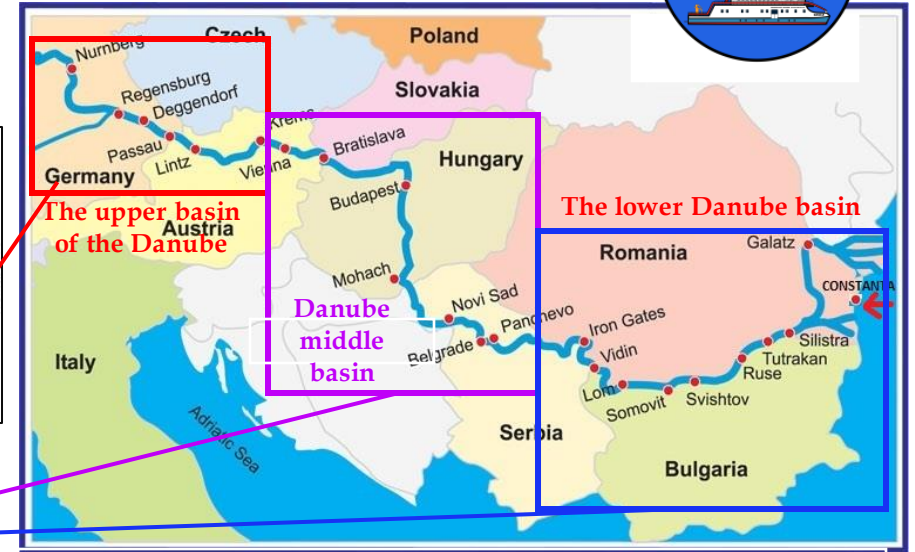 Czech
Poland
Nurnberg
Slovakia
Regensburg
Deggendorf
Krems
Bratislava
Passau
Lintz
Vienna
Hungary
Germany
Budapest
The upper basin
of the Danube
Austria
The lower Danube basin
Galatz
Romania
Mohach
CONSTANTA
Danube
middle
basin
Novi Sad
Panchevo
Iron Gates
Belgrade
Vidin
Silistra
Tutrakan
Ruse
Italy
Lom
Somovit
Svishtov
Adriatic Sea
Serbia
Bulgaria